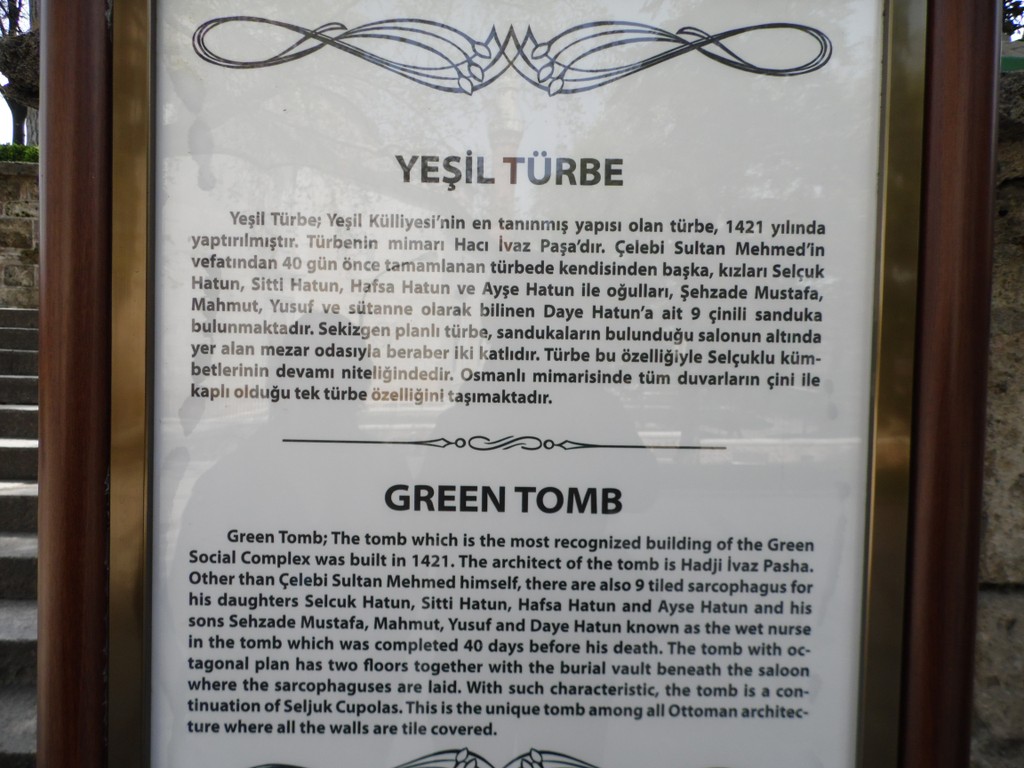 YEŞİL TÜRBE
Yeşil Türbe; Yeşil Külliyesi’nin en tanınmış yapısı olan türbe, 1421 yılında
yaptırılmıştır. Türbenin mimarı Hacı İvaz Paşa’dır. Çelebi Sultan Mehmed’in
vefatından 40 gün önce tamamlanan türbede kendisinden başka, kızları Selçuk
Hatun, Sitti Hatun, Hafsa Hatun ve Ayşe Hatun ile oğulları, Şehzade Mustafa,
Mahmut, Yusuf ve sütanne olarak bilinen Daye Hatun’a ait 9 çinili sanduka
bulunmaktadır. Sekizgen planlı türbe, sandukaların bulunduğu salonun altında
yer alan mezar odasıyla beraber iki katlıdır. Türbe bu özelliğiyle Selçuklu küm-
betlerinin devamı niteliğindedir. Osmanlı mimarisinde tüm duvarların çini ile
kaplı olduğu tek türbe özelliğini taşımaktadır.
GREEN TOMB
Green Tomb; The tomb which is the most recognized building of the Green
Social Complex was built in 1421. The architect of the tomb is Hadji İvaz Pasha.
Other than Çelebi Sultan Mehmed himself, there are also 9 tiled sarcophagus for
his daughters Selcuk Hatun, Sitti Hatun, Hafsa Hatun and Ayse Hatun and his
sons Sehzade Mustafa, Mahmut, Yusuf and Daye Hatun known as the wet nurse
in the tomb which was completed 40 days before his death. The tomb with oc-
tagonal plan has two floors together with the burial vault beneath the saloon
where the sarcophaguses are laid. With such characteristic, the tomb is a con-
tinuation of Seljuk Cupolas. This is the unique tomb among all Ottoman architec-
ture where all the walls are tile covered.